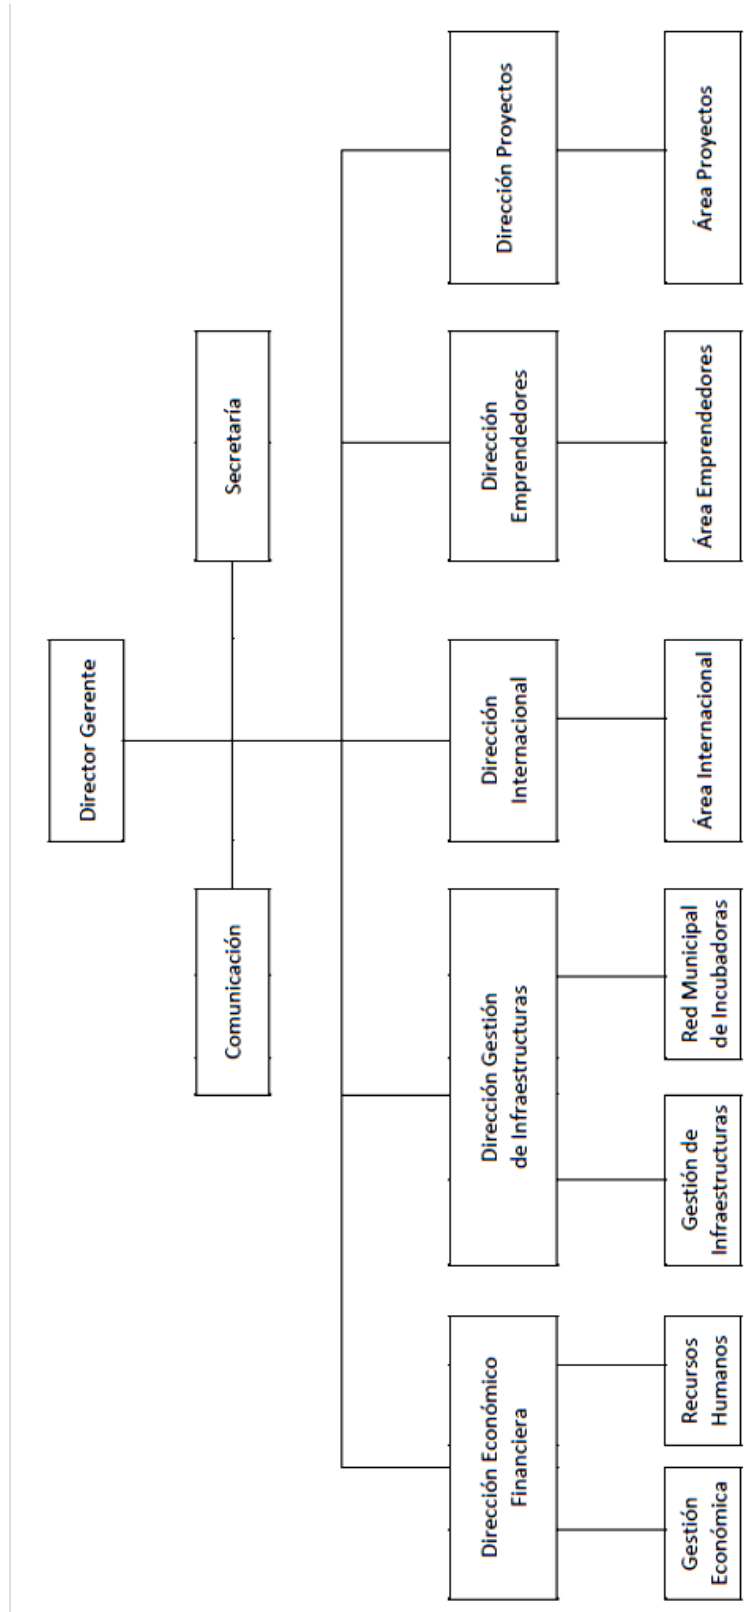 Director Gerente
Comunicación
Secretaría
Dirección Económico
Financiera
Dirección Gestión
de Infraestructuras
Dirección
Internacional
Dirección
Emprendedores
Dirección Proyectos
Gestión
Económica
Recursos
Humanos
Gestión de
Infraestructuras
Red Municipal
de Incubadoras
Área Internacional
Área Emprendedores
Área Proyectos